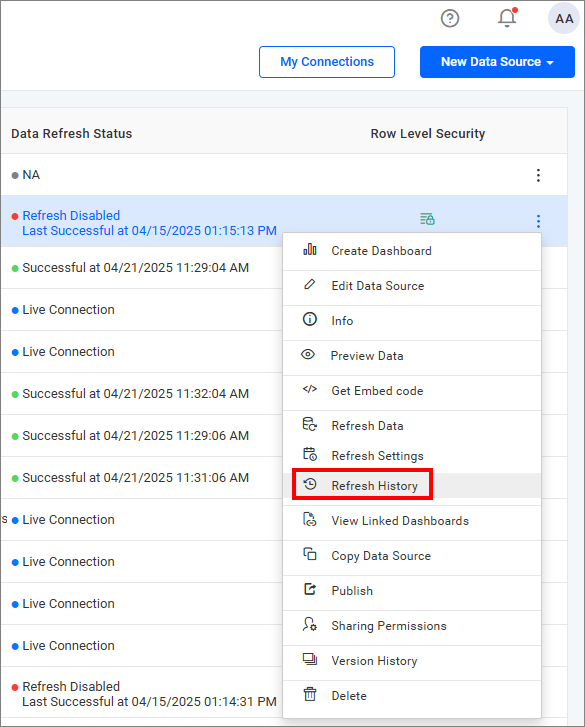 AA
My Connections
New Data Source
Data Refresh Status
Row Level Security
NA
Refresh Disabled
Last Successful at 04/15/2025 01:15:13 PM
Create Dashboard
Successful at 04/21/2025 11:29:04 AM
Edit Data Source
Live Connection
Info
Live Connection
Preview Data
Successful at 04/21/2025 11:32:04 AM
Get Embed code
Refresh Data
Successful at 04/21/2025 11:29:06 AM
Refresh Settings
Successful at 04/21/2025 11:31:06 AM
Refresh History
s
Live Connection
View Linked Dashboards
Live Connection
Copy Data Source
Live Connection
Publish
Sharing Permissions
Live Connection
Version History
Refresh Disabled
Last Successful at 04/15/2025 01:14:31 PM
Delete